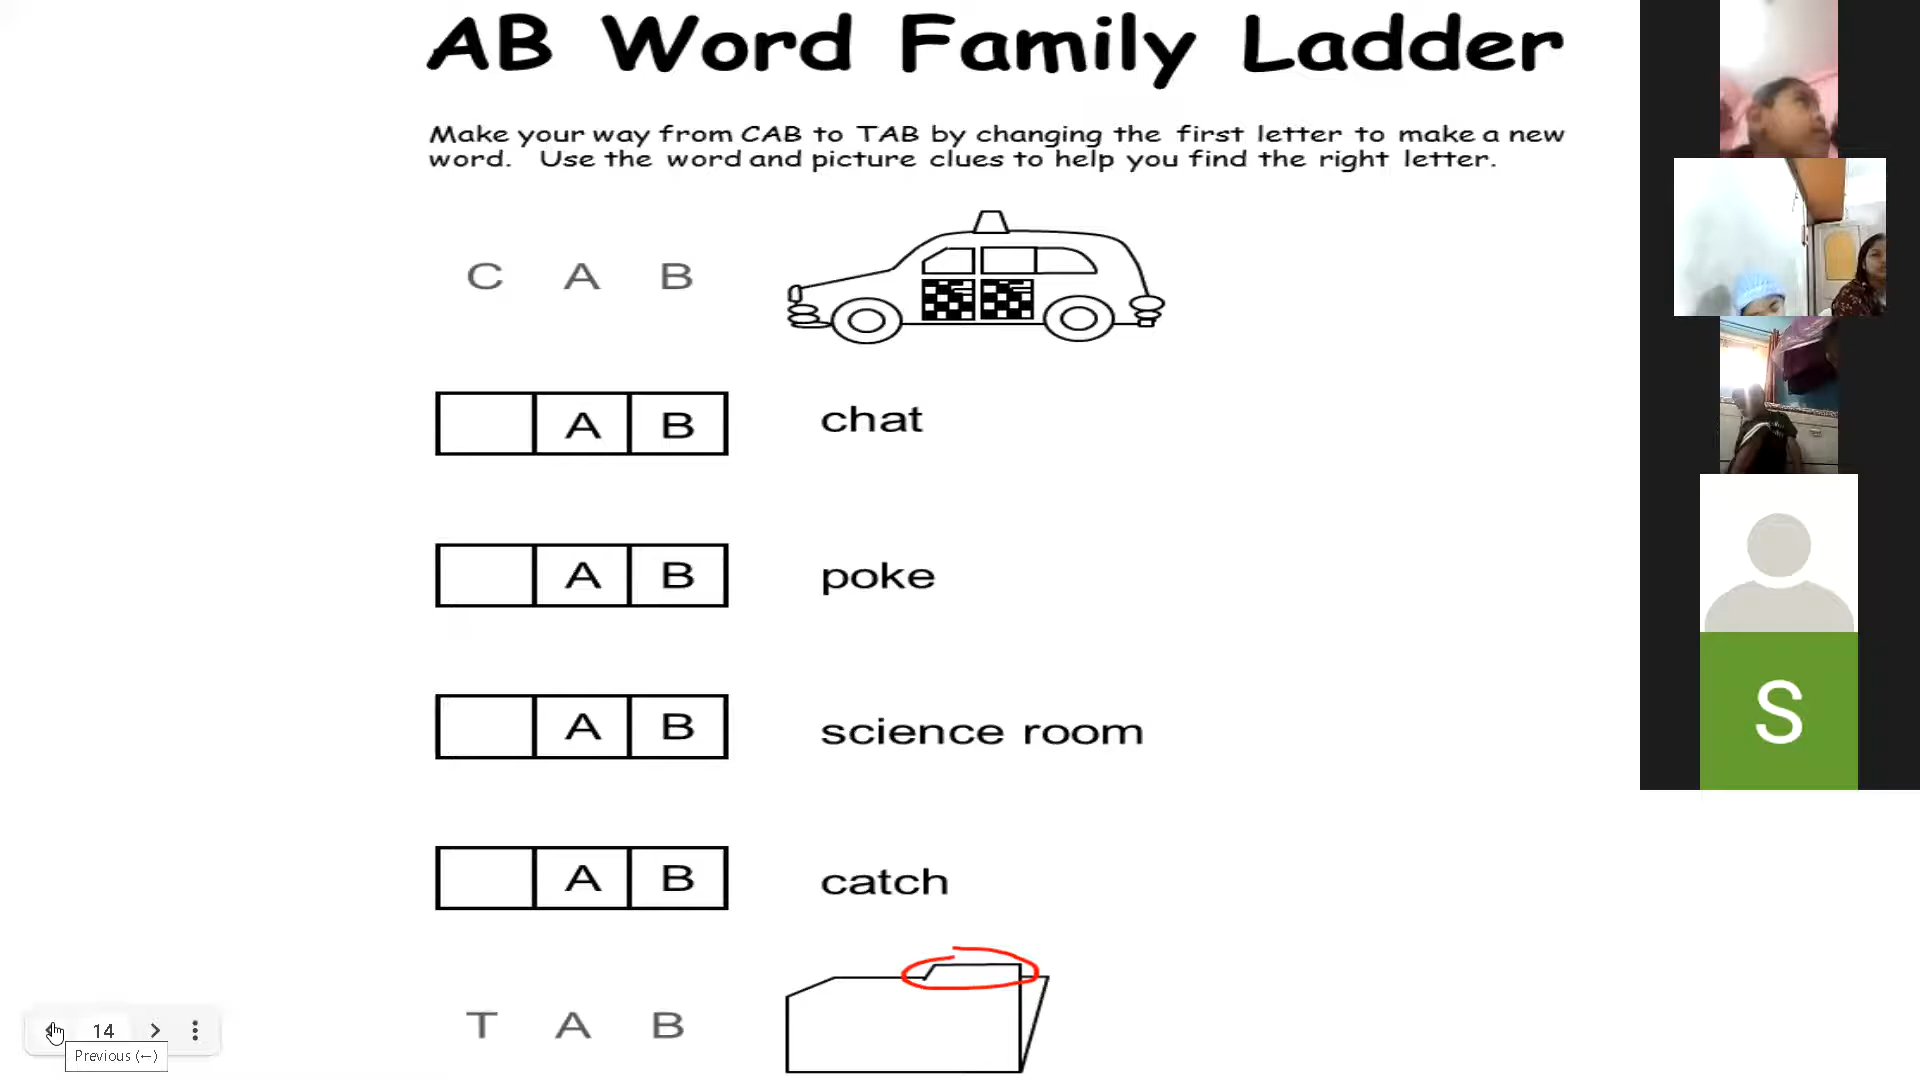 AB Word Family Ladder
Make your way from CAB to TAB by changing the first letter to make a new
word. Use the word and picture clues to help you find the right letter.
C A B
A B chat
A B poke
A B science room
A B catch
T A B
14
Previous (←)
S